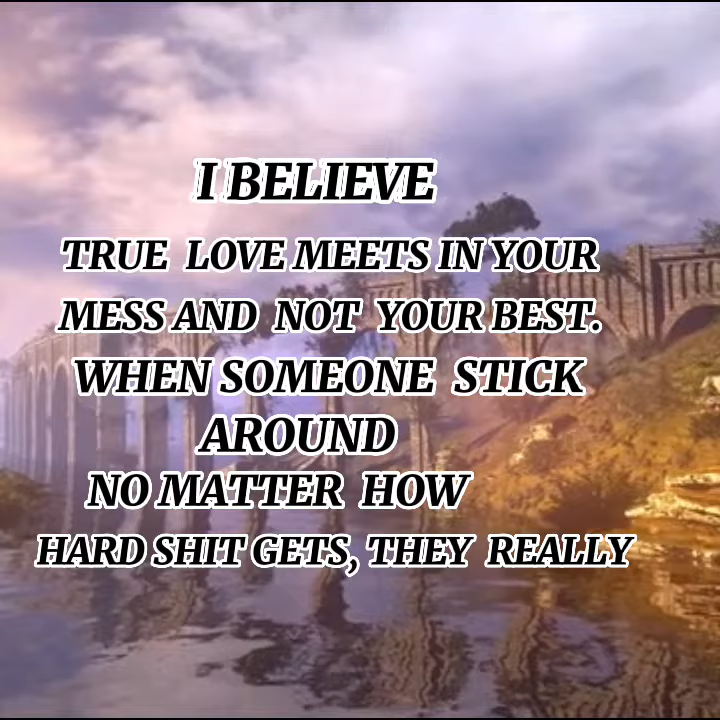 I BELIEVE
TRUE LOVE MEETS IN YOUR
MESS AND NOT YOUR BEST.
WHEN SOMEONE STICK
AROUND
NO MATTER HOW
HARD SHIT GETS, THEY REALLY